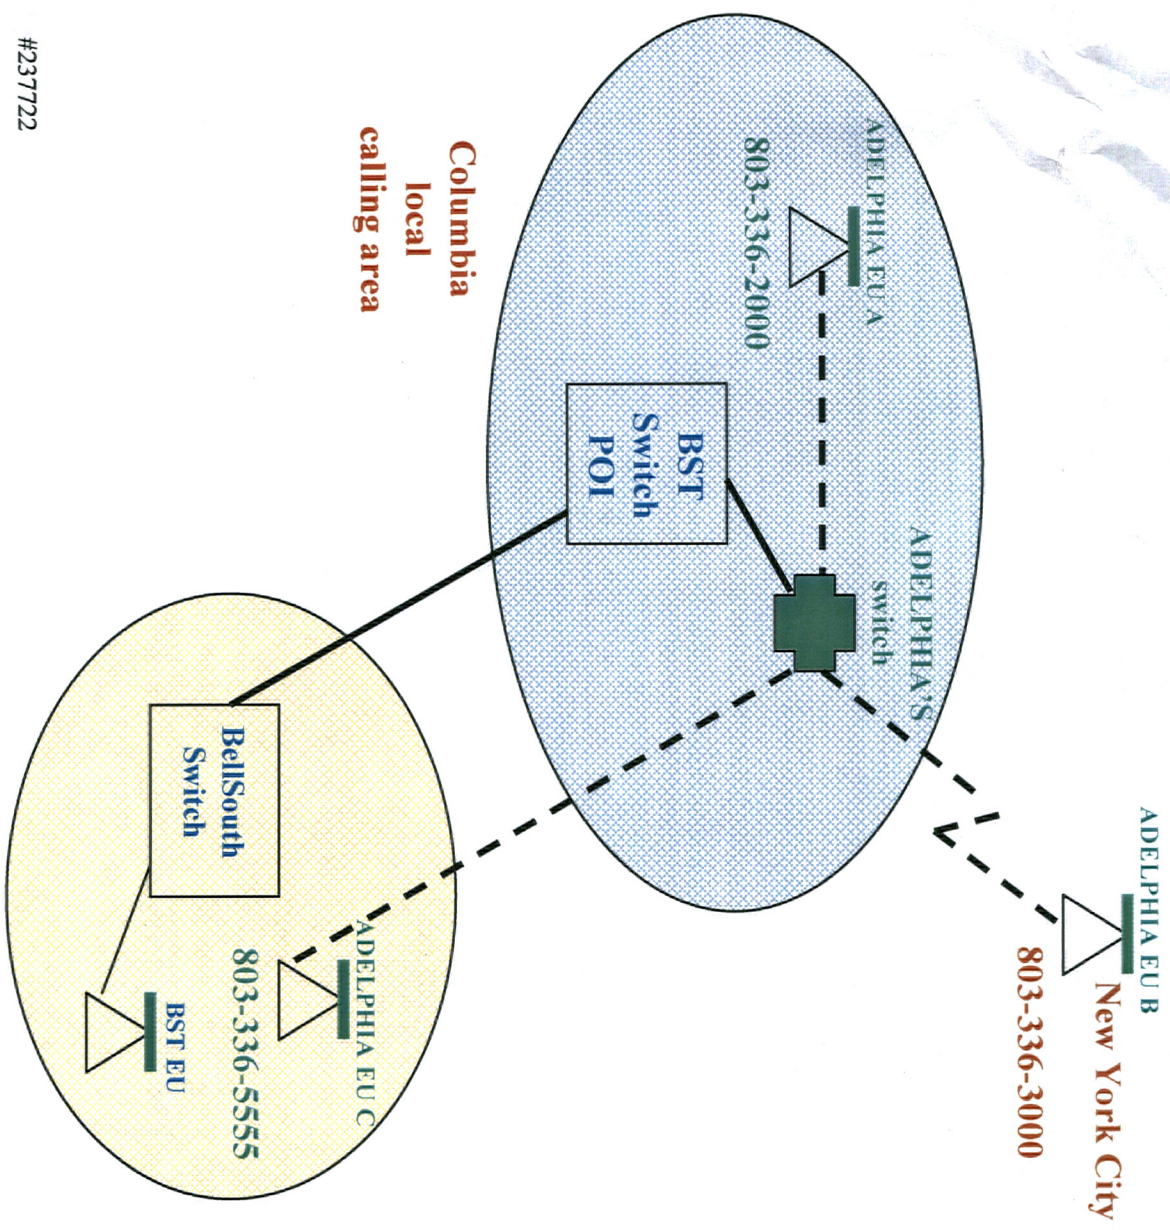 ADELPHIA EU B
New York City
803-336-3000
ADELPHIA EU A
803-336-2000
ADELPHIA'S
switch
BST
Switch
POI
Columbia
local
calling area
ADELPHIA EU C
803-336-5555
BellSouth
Switch
BST EU
#237722